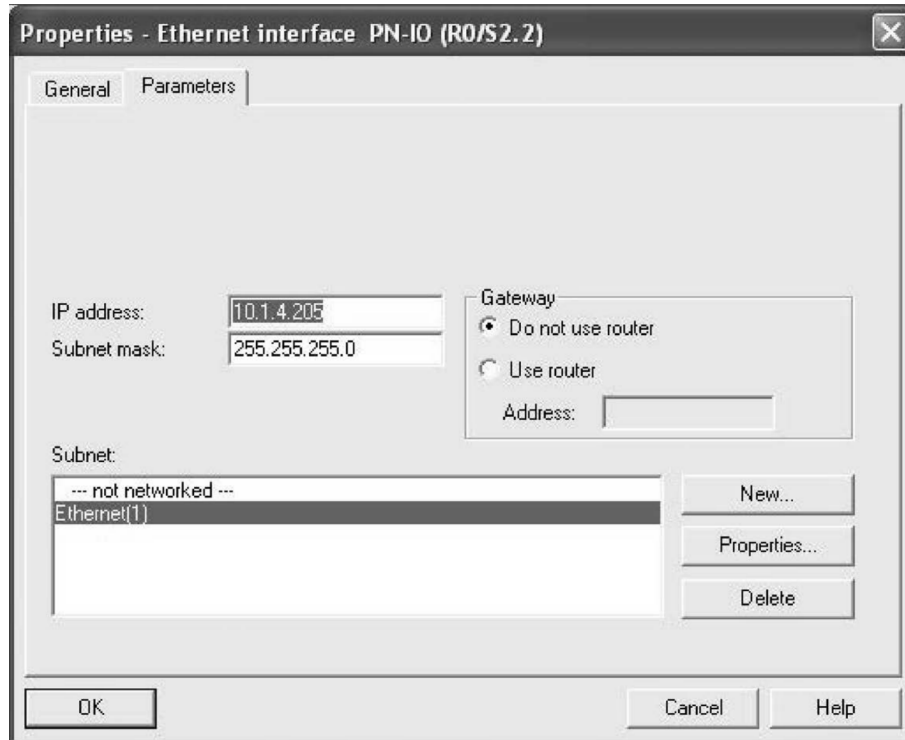 Properties - Ethernet interface PN-IO (R0/S2.2)
General
Parameters
IP address:
10.1.4.205
Subnet mask:
255.255.255.0
Gateway
Do not use router
Use router
Address:
Subnet:
--- not networked ---
Ethernet(1)
New...
Properties...
Delete
OK
Cancel
Help